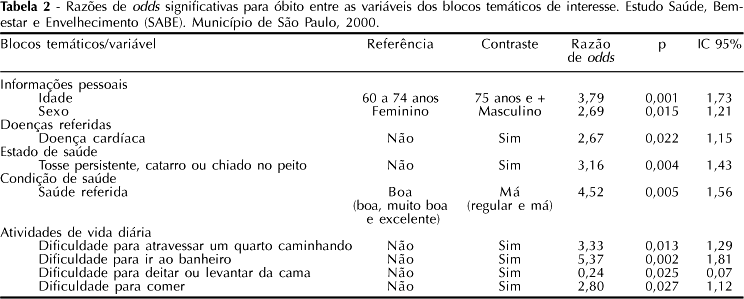 Tabela 2 - Razões de odds significativas para óbito entre as variáveis dos blocos temáticos de interesse. Estudo Saúde, Bem-
estar e Envelhecimento (SABE). Município de São Paulo, 2000.
Blocos temáticos/variável Referência Contraste Razão p IC 95%
de odds
Informações pessoais
Idade 60 a 74 anos 75 anos e + 3,79 0,001 1,73
Sexo Feminino Masculino 2,69 0,015 1,21
Doenças referidas
Doença cardíaca Não Sim 2,67 0,022 1,15
Estado de saúde
Tosse persistente, catarro ou chiado no peito Não Sim 3,16 0,004 1,43
Condição de saúde
Saúde referida Boa Má 4,52 0,005 1,56
(boa, muito boa (regular e má)
e excelente)
Atividades de vida diária
Dificuldade para atravessar um quarto caminhando Não Sim 3,33 0,013 1,29
Dificuldade para ir ao banheiro Não Sim 5,37 0,002 1,81
Dificuldade para deitar ou levantar da cama Não Sim 0,24 0,025 0,07
Dificuldade para comer Não Sim 2,80 0,027 1,12